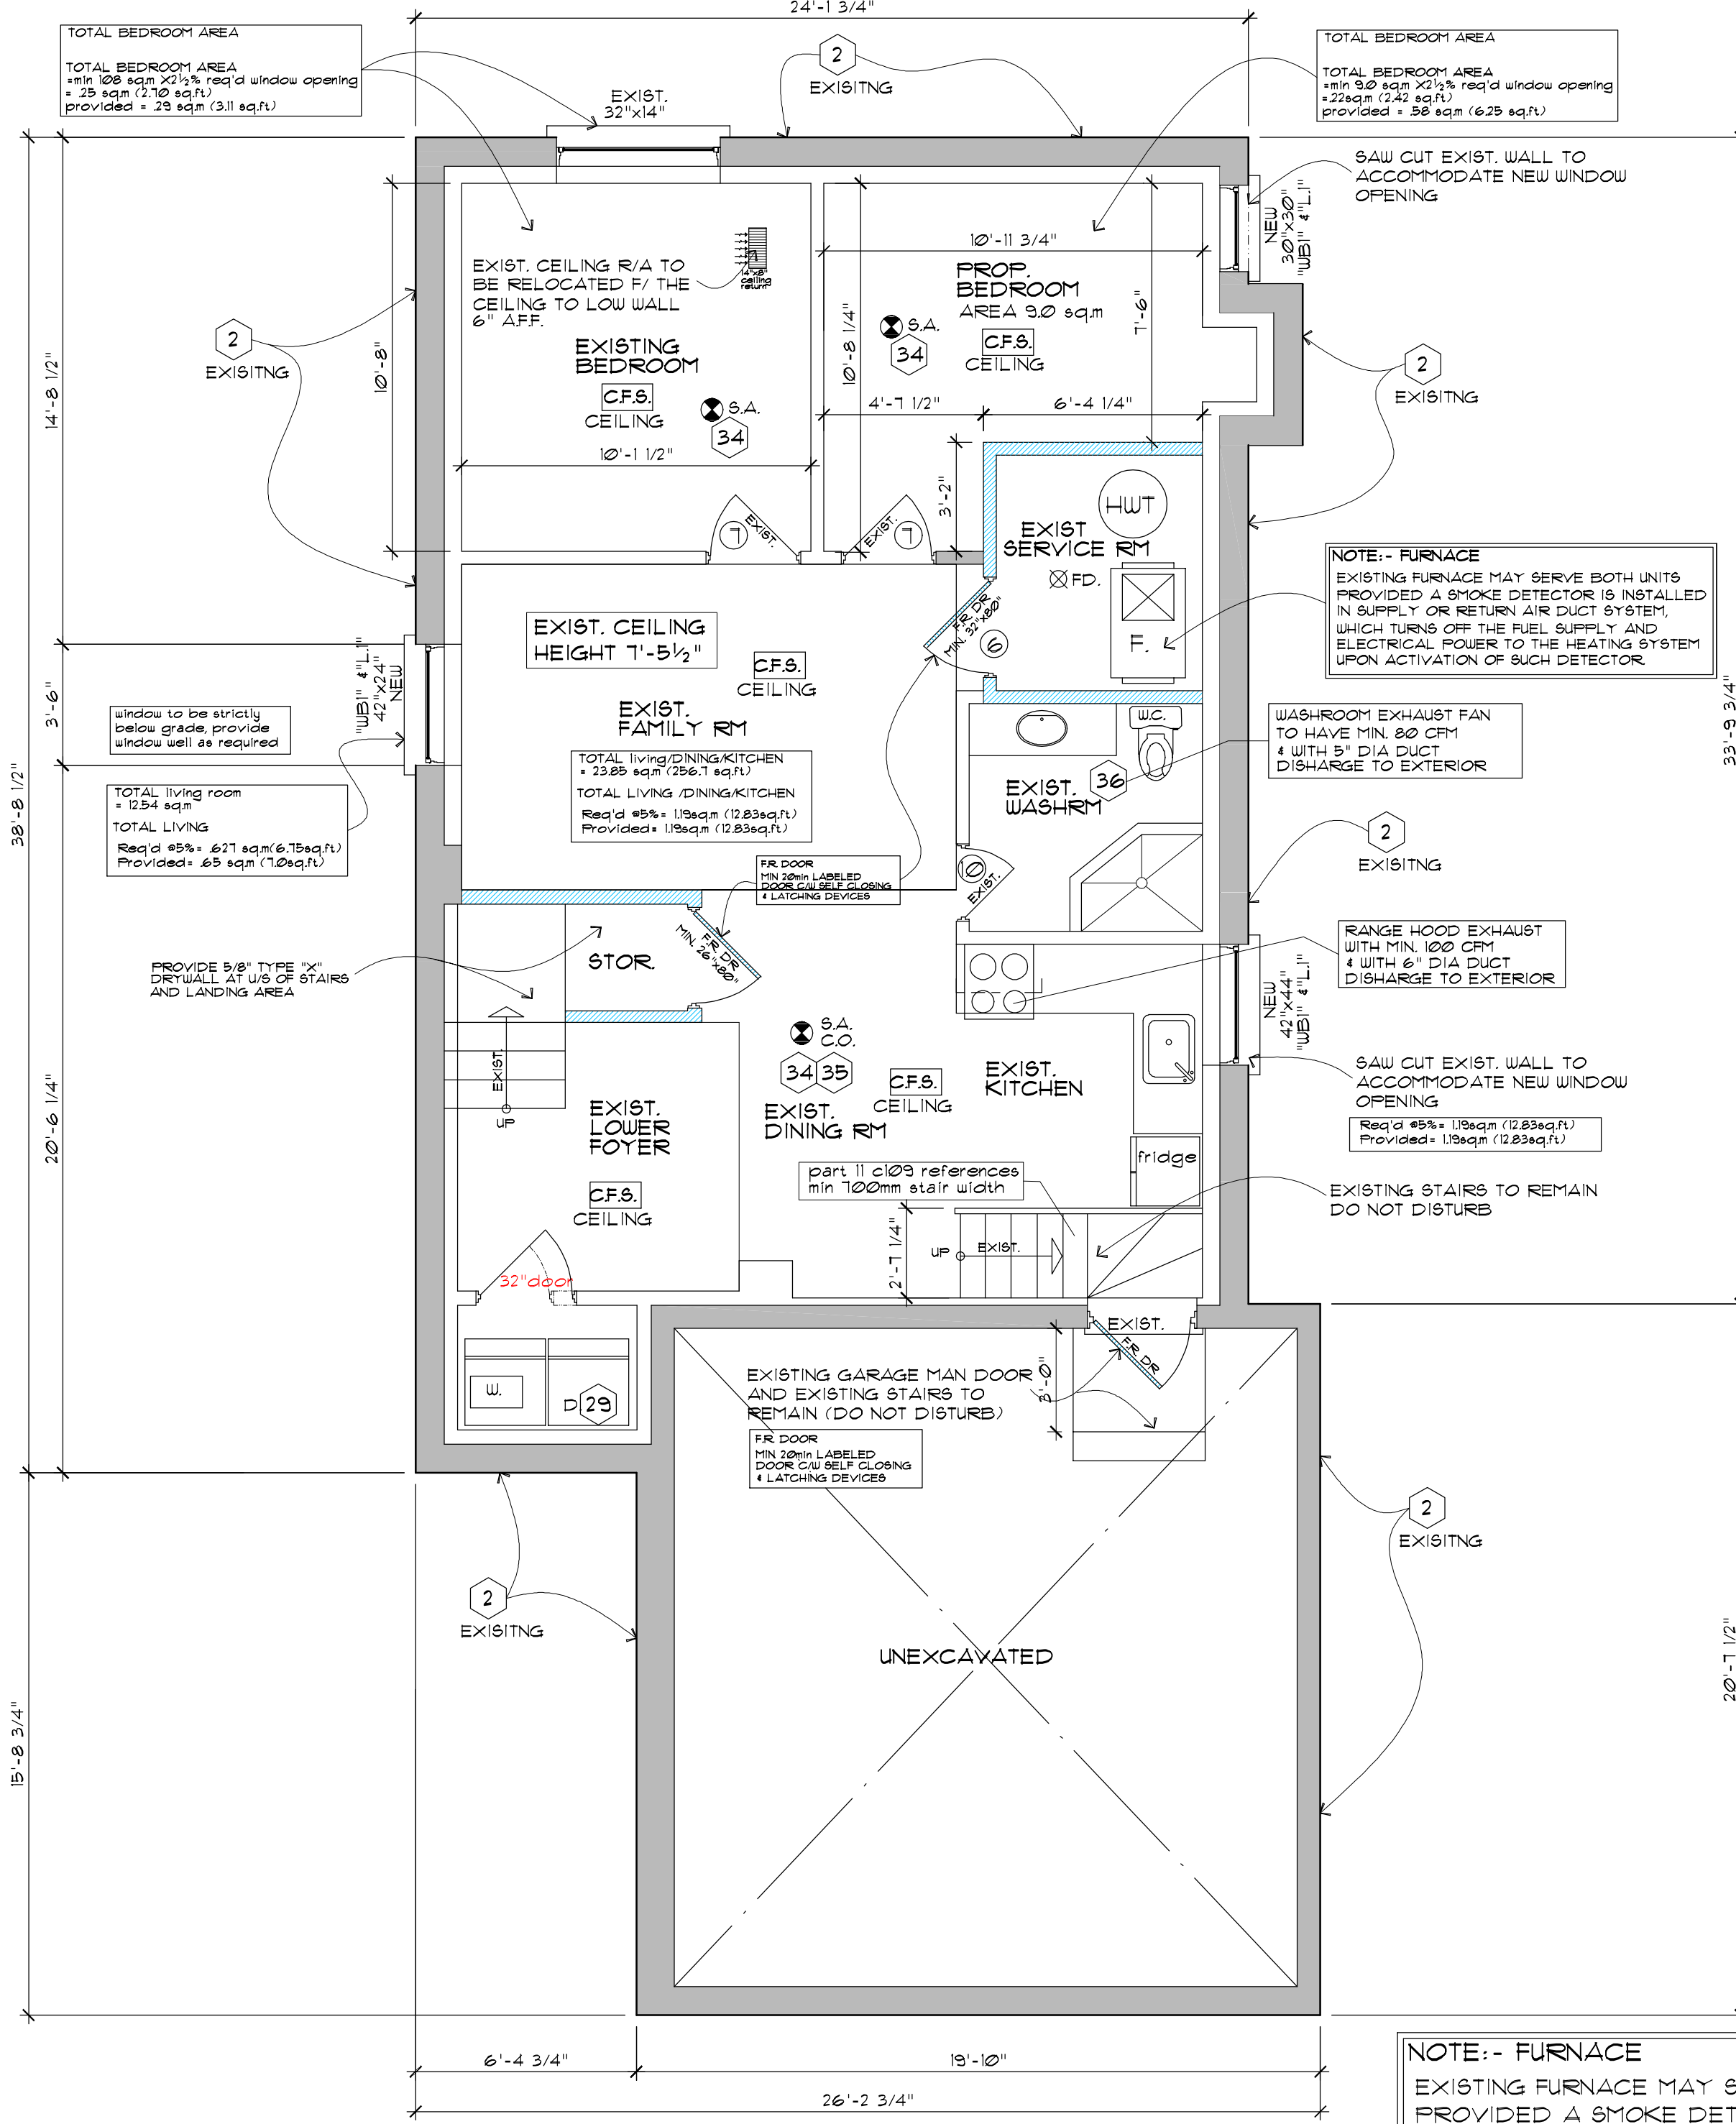 24'-1 3/4"
TOTAL BEDROOM AREA
TOTAL BEDROOM AREA
=min 108 sq.m X2½% req'd window opening
= .25 sq.m (2.70 sq.ft)
provided = .29 sq.m (3.11 sq.ft)
2
EXISITNG
TOTAL BEDROOM AREA
TOTAL BEDROOM AREA
=min 9.0 sq.m X2½% req'd window opening
=.22sq.m (2.42 sq.ft)
provided = .58 sq.m (6.25 sq.ft)
EXIST.
32"x14"
SAW CUT EXIST. WALL TO
ACCOMMODATE NEW WINDOW
OPENING
NEW
30"x30"
"WB1" & "L.1"
10'-11 3/4"
EXIST. CEILING R/A TO
BE RELOCATED F/ THE
CEILING TO LOW WALL
6" A.F.F.
14"x8"
ceiling
return
PROP.
BEDROOM
AREA 9.0 sq.m
C.F.S.
CEILING
S.A.
34
7'-6"
10'-8 1/4"
10'-8"
2
EXISITNG
EXISTING
BEDROOM
C.F.S.
CEILING
S.A.
34
10'-1 1/2"
4'-7 1/2"
6'-4 1/4"
2
EXISITNG
14'-8 1/2"
3'-2"
HWT
EXIST
SERVICE RM
FD.
F.
7
EXIST.
7
EXIST.
NOTE:- FURNACE
EXISTING FURNACE MAY SERVE BOTH UNITS
PROVIDED A SMOKE DETECTOR IS INSTALLED
IN SUPPLY OR RETURN AIR DUCT SYSTEM,
WHICH TURNS OFF THE FUEL SUPPLY AND
ELECTRICAL POWER TO THE HEATING SYSTEM
UPON ACTIVATION OF SUCH DETECTOR.
EXIST. CEILING
HEIGHT 7'-5½"
F.R. DR
MIN. 32"x80"
6
C.F.S.
CEILING
"WB1" & "L.1"
42"x24"
NEW
3'-6"
window to be strictly
below grade, provide
window well as required
EXIST.
FAMILY RM
TOTAL living/DINING/KITCHEN
= 23.85 sq.m (256.7 sq.ft)
TOTAL LIVING /DINING/KITCHEN
Req'd @5%= 1.19sq.m (12.83sq.ft)
Provided= 1.19sq.m (12.83sq.ft)
W.C.
WASHROOM EXHAUST FAN
TO HAVE MIN. 80 CFM
& WITH 5" DIA DUCT
DISHARGE TO EXTERIOR
33'-9 3/4"
EXIST.
WASHRM
36
38'-8 1/2"
TOTAL living room
= 12.54 sq.m
TOTAL LIVING
Req'd @5%= .627 sq.m(6.75sq.ft)
Provided= .65 sq.m (7.0sq.ft)
2
EXISITNG
F.R. DOOR
MIN 20min LABELED
DOOR C/W SELF CLOSING
& LATCHING DEVICES
10
EXIST.
PROVIDE 5/8" TYPE "X"
DRYWALL AT U/S OF STAIRS
AND LANDING AREA
STOR.
F.R. DR
MIN. 26"x80"
RANGE HOOD EXHAUST
WITH MIN. 100 CFM
& WITH 6" DIA DUCT
DISHARGE TO EXTERIOR
NEW
42"x44"
"WB1" & "L.1"
S.A.
C.O.
34
35
EXIST.
DINING RM
C.F.S.
CEILING
EXIST.
KITCHEN
SAW CUT EXIST. WALL TO
ACCOMMODATE NEW WINDOW
OPENING
Req'd @5%= 1.19sq.m (12.83sq.ft)
Provided= 1.19sq.m (12.83sq.ft)
20'-6 1/4"
EXIST.
UP
EXIST.
LOWER
FOYER
C.F.S.
CEILING
fridge
part 11 c109 references
min 700mm stair width
EXISTING STAIRS TO REMAIN
DO NOT DISTURB
2'-7 1/4"
UP
EXIST.
32"door
EXIST.
F.R. DR
3'-0"
W.
D.
29
EXISTING GARAGE MAN DOOR
AND EXISTING STAIRS TO
REMAIN (DO NOT DISTURB)
F.R. DOOR
MIN 20min LABELED
DOOR C/W SELF CLOSING
& LATCHING DEVICES
2
EXISITNG
2
EXISITNG
UNEXCAVATED
15'-8 3/4"
20'-7 1/2"
6'-4 3/4"
19'-10"
26'-2 3/4"
NOTE:- FURNACE
EXISTING FURNACE MAY S
PROVIDED A SMOKE DET